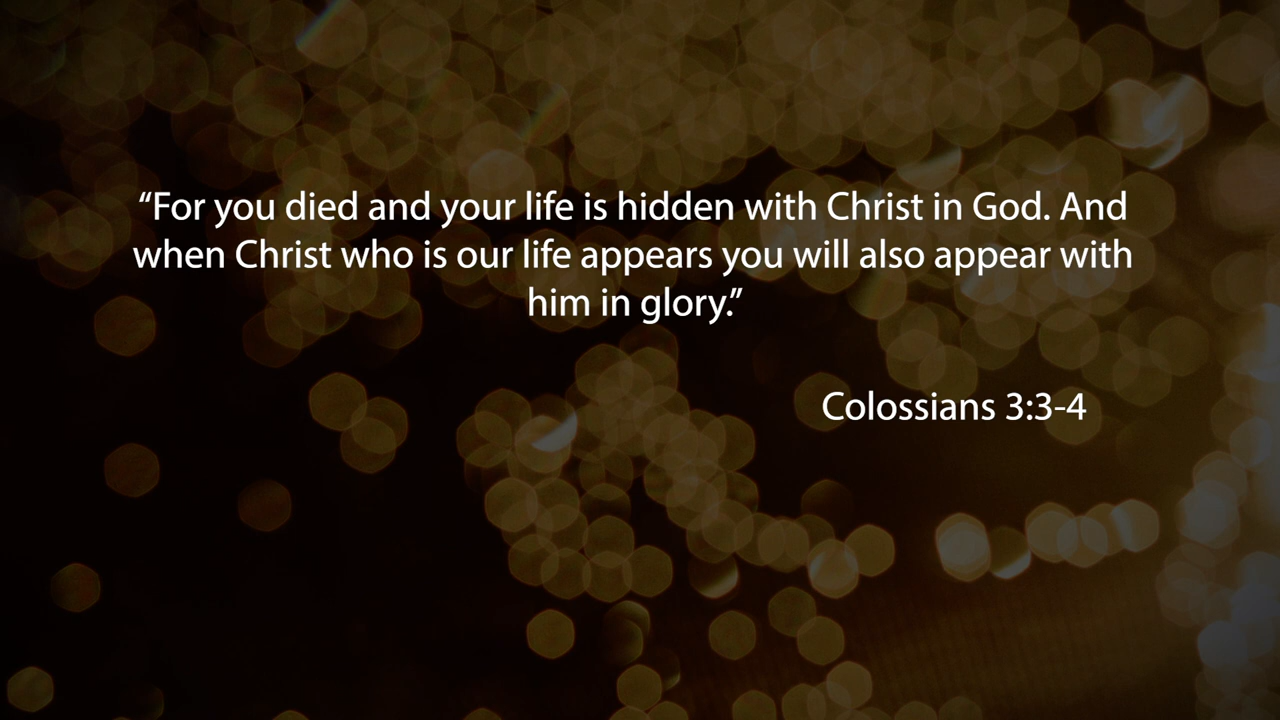 “For you died and your life is hidden with Christ in God. And
when Christ who is our life appears you will also appear with
him in glory.”
Colossians 3:3-4